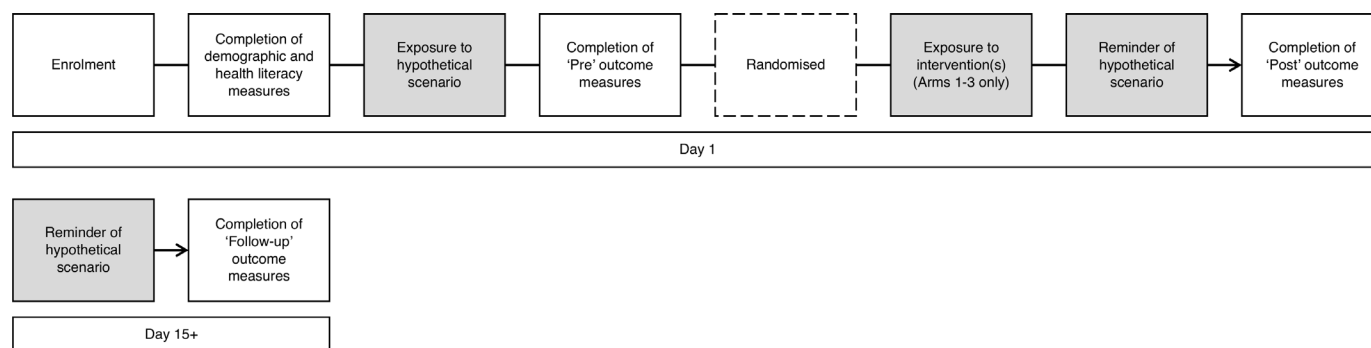 Enrolment
Completion of
demographic and
health literacy
measures
Exposure to
hypothetical
scenario
Completion of
‘Pre’ outcome
measures
Randomised
Exposure to
intervention(s)
(Arms 1-3 only)
Reminder of
hypothetical
scenario
Completion of
‘Post’ outcome
measures
Day 1
Reminder of
hypothetical
scenario
Completion of
‘Follow-up’
outcome
measures
Day 15+